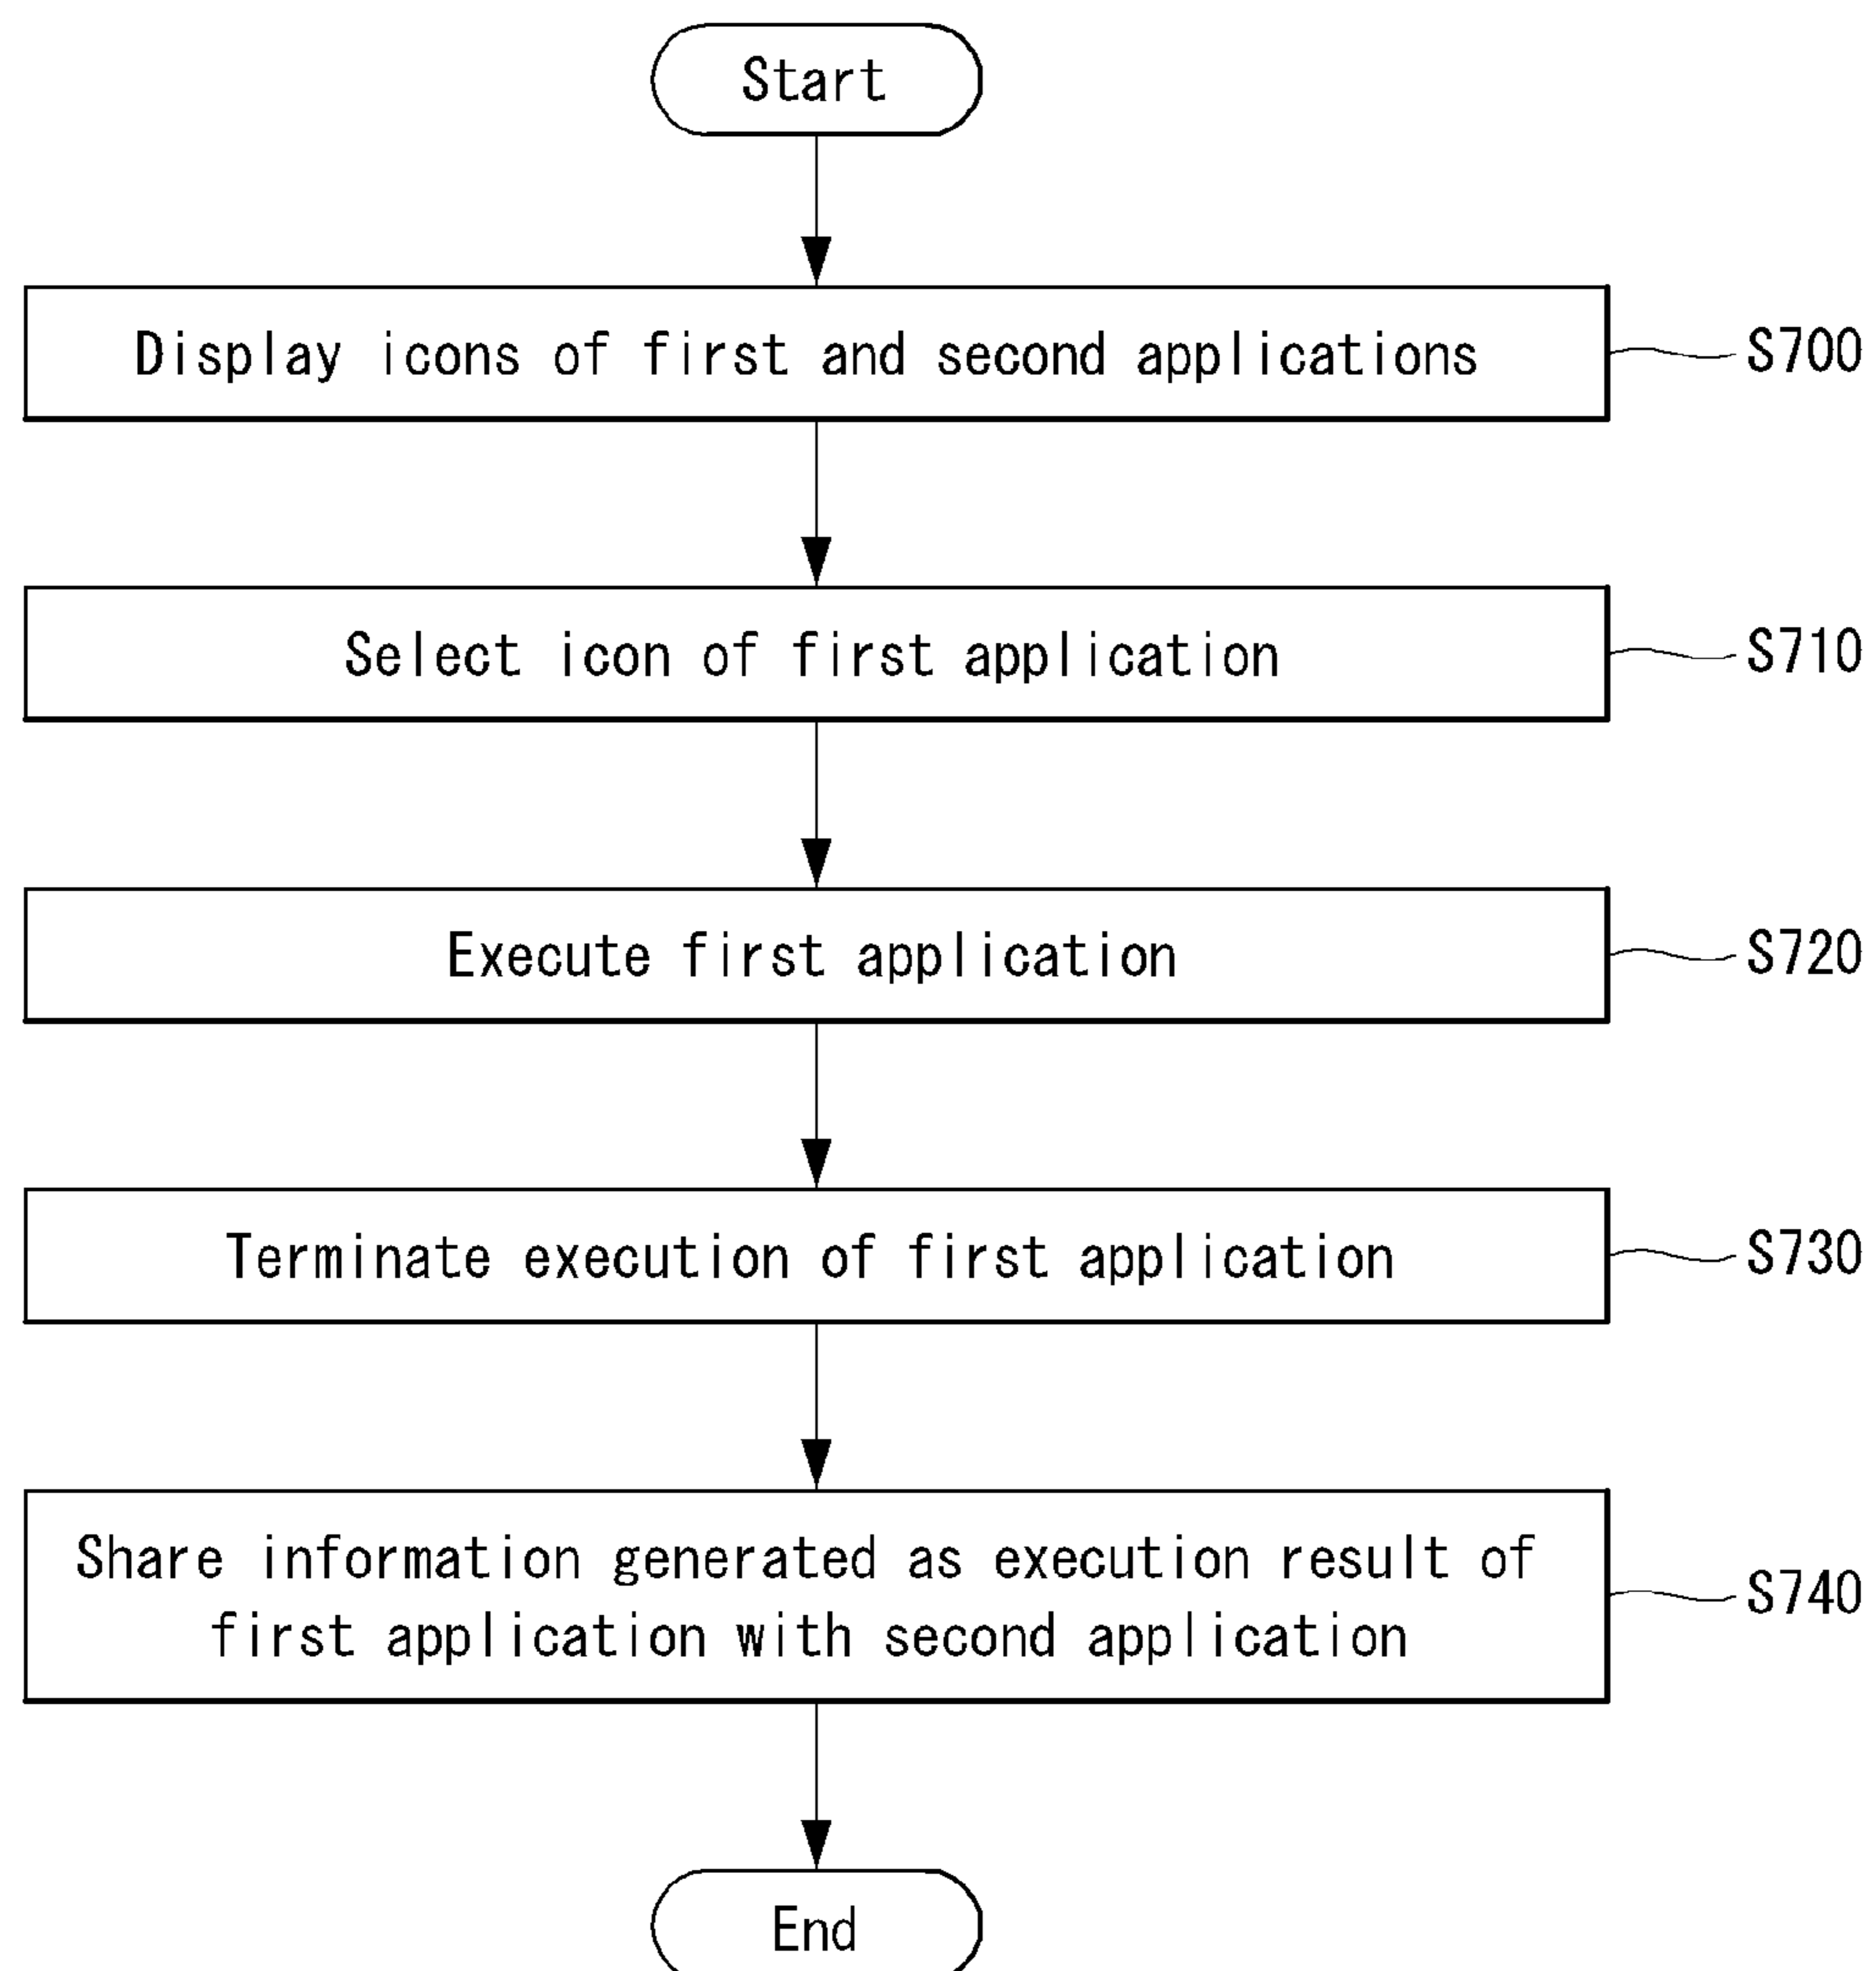 Start
Display icons of first and second applications
S700
Select icon of first application
S710
Execute first application
S720
Terminate execution of first application
S730
Share information generated as execution result of
first application with second application
S740
End